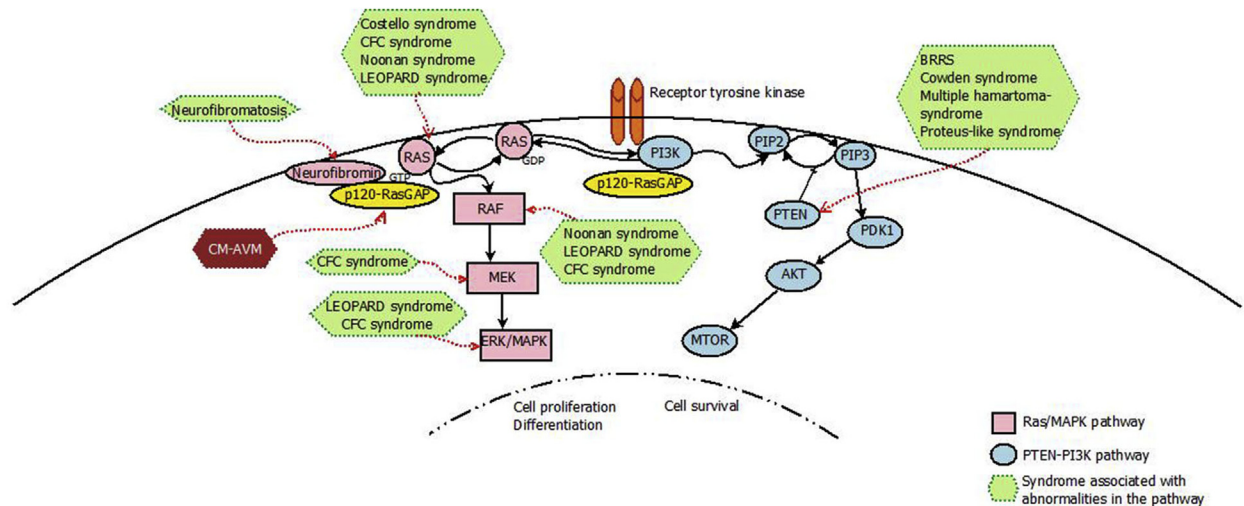 Costello syndrome
CFC syndrome
Noonan syndrome
LEOPARD syndrome
BRRS
Cowden syndrome
Multiple hamartoma-
syndrome
Proteus-like syndrome
Receptor tyrosine kinase
Neurofibromatosis
RAS
RAS
GDP
PI3K
PIP2
PIP3
Neurofibromin
GTP
p120-RasGAP
p120-RasGAP
RAF
PTEN
PDK1
CM-AVM
Noonan syndrome
LEOPARD syndrome
CFC syndrome
CFC syndrome
MEK
AKT
LEOPARD syndrome
CFC syndrome
ERK/MAPK
MTOR
Cell proliferation
Differentiation
Cell survival
Ras/MAPK pathway
PTEN-PI3K pathway
Syndrome associated with
abnormalities in the pathway